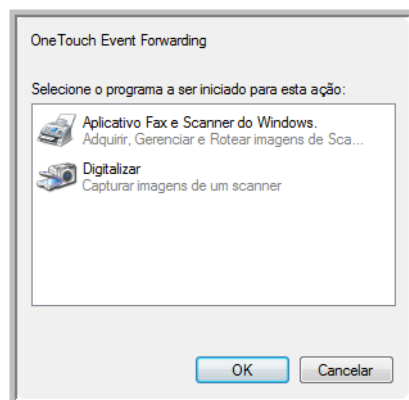 OneTouch Event Forwarding
Selecione o programa a ser iniciado para esta ação:
Aplicativo Fax e Scanner do Windows.
Adquirir, Gerenciar e Rotear imagens de Sca...
Digitalizar
Capturar imagens de um scanner
OK
Cancelar